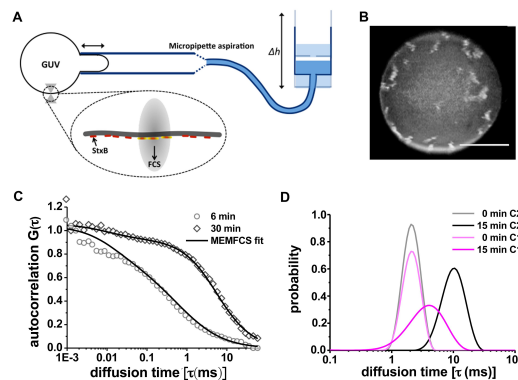 A
GUV
Micropipette aspiration
Δh
StxB
FCS
B
C
autocorrelation G(τ)
1.2
1.0
0.8
0.6
0.4
0.2
0.0
6 min
30 min
MEMFCS fit
1E-3
0.01
0.1
1
10
diffusion time [τ(ms)]
D
probability
1.0
0.8
0.6
0.4
0.2
0.0
0 min C2
15 min C2
0 min C1
15 min C1
0.1
1
10
100
diffusion time [τ (ms)]